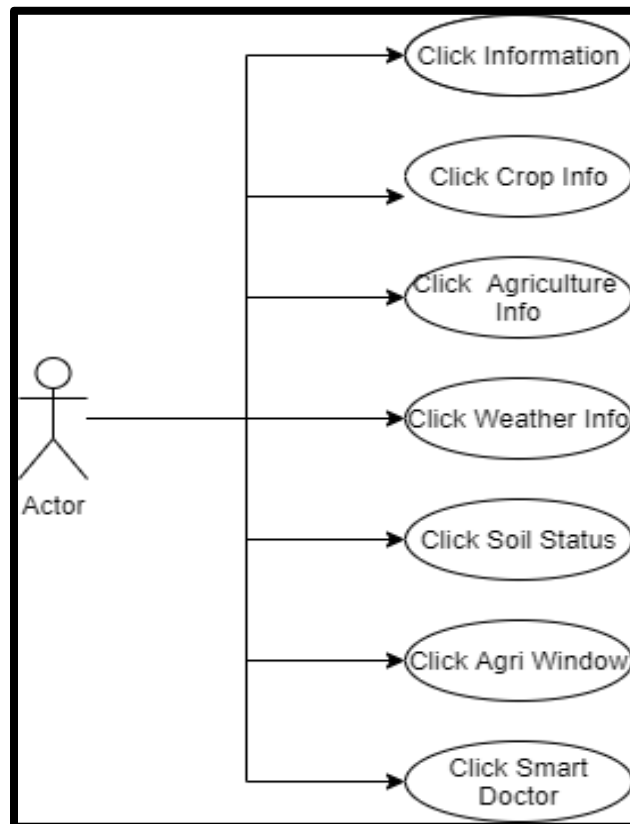 Click Information
Click Crop Info
Click Agriculture
Info
Click Weather Info
Actor
Click Soil Status
Click Agri Window
Click Smart
Doctor